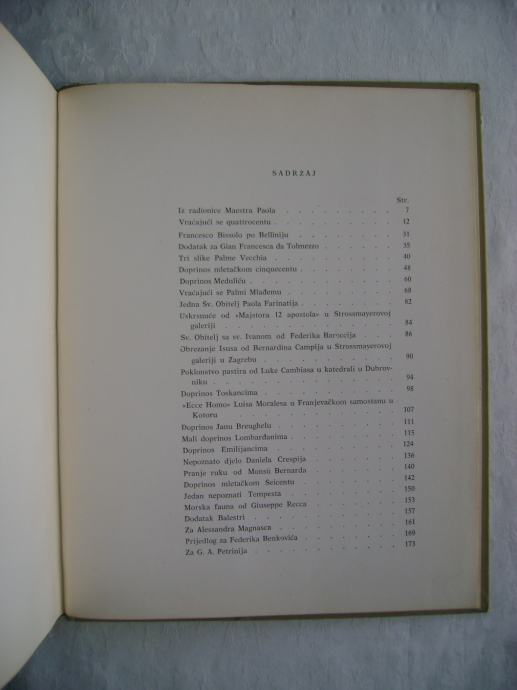 SADRŽAJ
Str.
Iz radionice Maestra Paola . . . . . . . . . 7
Vraćajući se quattrocentu . . . . . . . . . 12
Francesco Bissolo po Belliniju . . . . . . . . 31
Dodatak za Gian Francesca da Tolmezzo . . . . . . 35
Tri slike Palme Vecchia . . . . . . . . . 40
Doprinos mletačkom cinquecentu . . . . . . . 48
Doprinos Meduliću . . . . . . . . . . 60
Vraćajući se Palmi Mlađemu . . . . . . . . 68
Jedna Sv. Obitelj Paola Farinatija . . . . . . . 82
Uskrsnuće od »Majstora 12 apostola« u Strossmayerovoj
galeriji . . . . . . . . . . . 84
Sv. Obitelj sa sv. Ivanom od Federika Baroccija . . . . 86
Obrezanje Isusa od Bernardina Campija u Strossmayerovoj
galeriji u Zagrebu . . . . . . . . . 90
Poklonstvo pastira od Luke Cambiasa u katedrali u Dubrov-
niku . . . . . . . . . . . . 94
Doprinos Toskancima . . . . . . . . . 98
»Ecce Homo« Luisa Moralesa u Franjevačkom samostanu u
Kotoru . . . . . . . . . . . 107
Doprinos Janu Breughelu . . . . . . . . 111
Mali doprinos Lombarđanima . . . . . . . . 115
Doprinos Emilijancima . . . . . . . . . 124
Nepoznato djelo Daniela Crespija . . . . . . . 136
Pranje ruku od Monsù Bernarda . . . . . . . 140
Doprinos mletačkom Seicentu . . . . . . . . 142
Jedan nepoznati Tempesta . . . . . . . . 150
Morska fauna od Giuseppe Recca . . . . . . . 153
Dodatak Balestri . . . . . . . . . . 157
Za Alessandra Magnasca . . . . . . . . . 161
Prijedlog za Federika Benkovića . . . . . . . 169
Za G. A. Petrinija . . . . . . . . . . 173